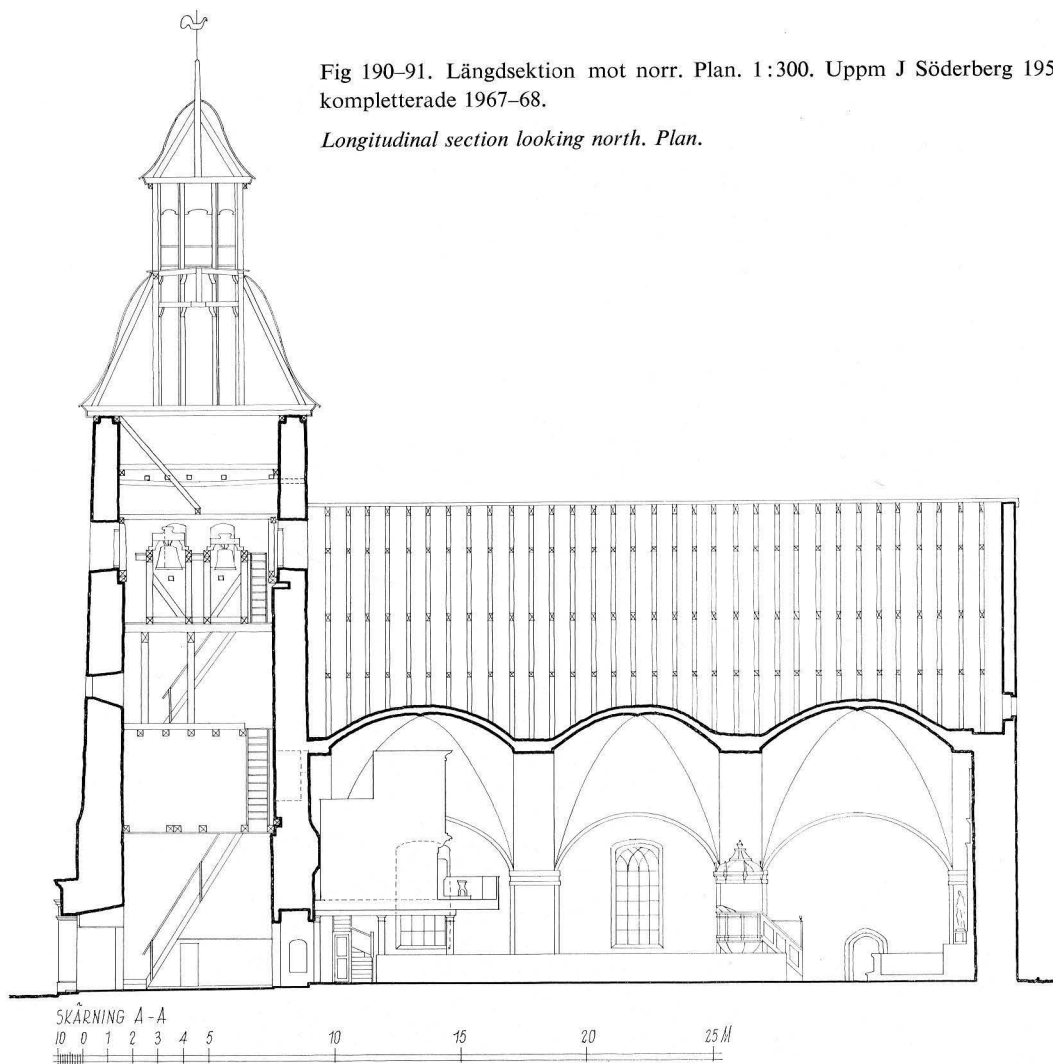 Fig 190–91. Längdsektion mot norr. Plan. 1:300. Uppm J Söderberg 195
kompletterade 1967–68.
Longitudinal section looking north. Plan.
SKÄRNING A-A
10 0 1 2 3 4 5 10 15 20 25 M